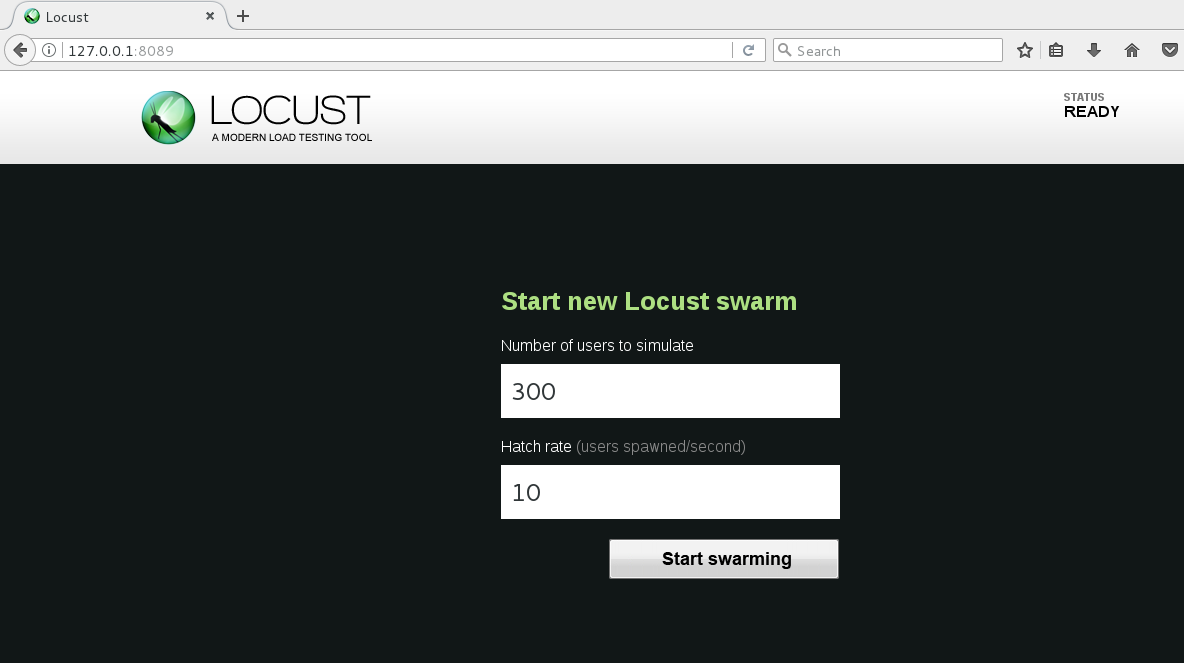 Locust
127.0.0.1:8089
Search
LOCUST
A MODERN LOAD TESTING TOOL
STATUS
READY
Start new Locust swarm
Number of users to simulate
300
Hatch rate (users spawned/second)
10
Start swarming